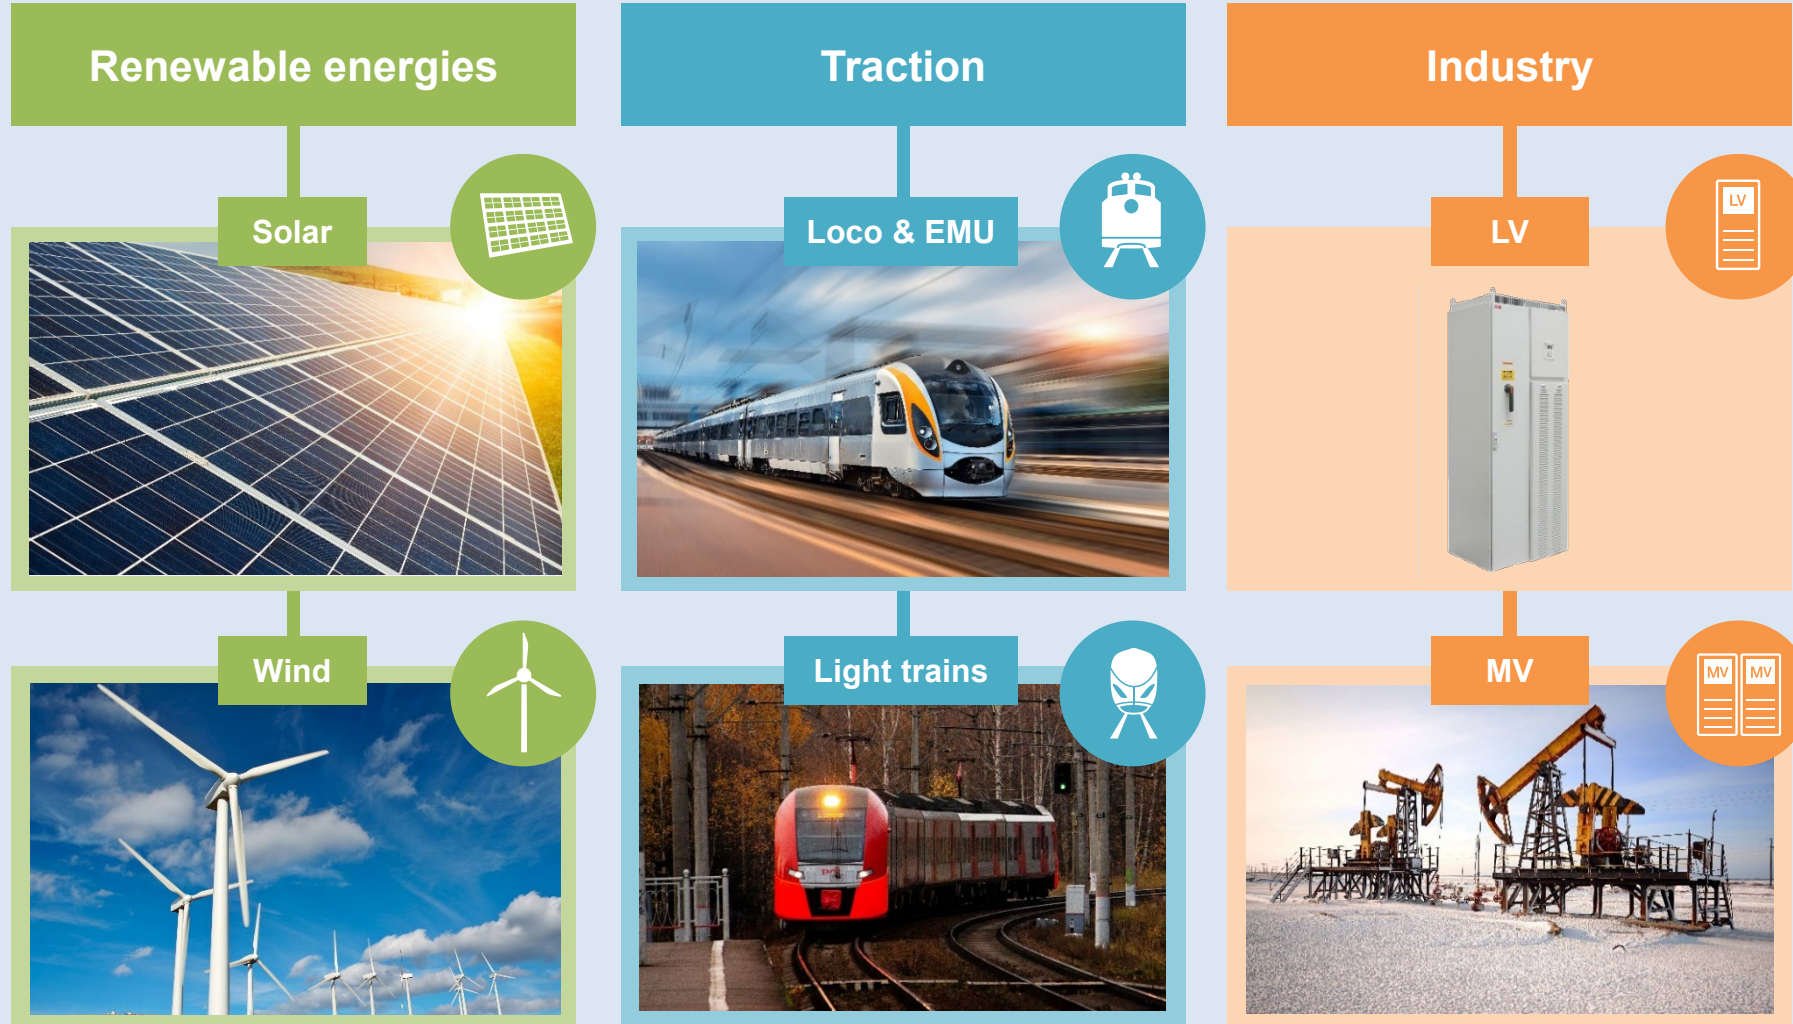 Renewable energies
Traction
Industry
Solar
Loco & EMU
LV
LV
Wind
Light trains
MV
MV MV